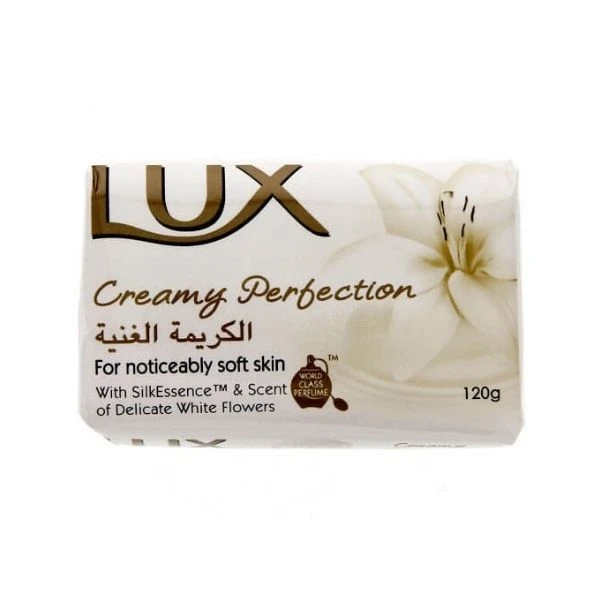 LUX
Creamy Perfection
الكريمة الغنية
For noticeably soft skin
With SilkEssence™ & Scent
of Delicate White Flowers
WORLD
CLASS
PERFUME
TM
120g
LUX
Creamy